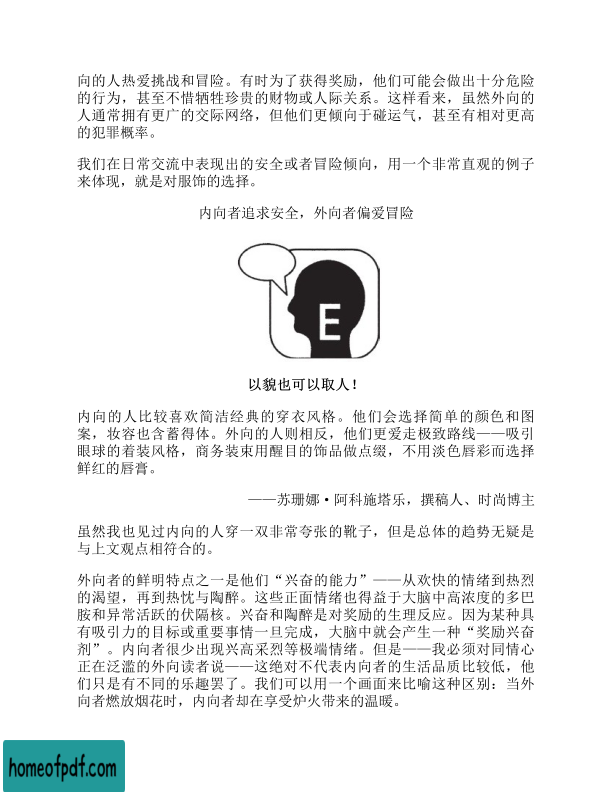 向的人热爱挑战和冒险。有时为了获得奖励，他们可能会做出十分危险
的行为，甚至不惜牺牲珍贵的财物或人际关系。这样看来，虽然外向的
人通常拥有更广的交际网络，但他们更倾向于碰运气，甚至有相对更高
的犯罪概率。
我们在日常交流中表现出的安全或者冒险倾向，用一个非常直观的例子
来体现，就是对服饰的选择。
内向者追求安全，外向者偏爱冒险
E
以貌也可以取人！
内向的人比较喜欢简洁经典的穿衣风格。他们会选择简单的颜色和图
案，妆容也含蓄得体。外向的人则相反，他们更爱走极致路线——吸引
眼球的着装风格，商务装束用醒目的饰品做点缀，不用淡色唇彩而选择
鲜红的唇膏。
——苏珊娜·阿科施塔乐，撰稿人、时尚博主
虽然我也见过内向的人穿一双非常夸张的靴子，但是总体的趋势无疑是
与上文观点相符合的。
外向者的鲜明特点之一是他们“兴奋的能力”——从欢快的情绪到热烈
的渴望，再到热忱与陶醉。这些正面情绪也得益于大脑中高浓度的多巴
胺和异常活跃的伏隔核。兴奋和陶醉是对奖励的生理反应。因为某种具
有吸引力的目标或重要事情一旦完成，大脑中就会产生一种“奖励兴奋
剂”。内向者很少出现兴高采烈等极端情绪。但是——我必须对同情心
正在泛滥的外向读者说——这绝对不代表内向者的生活品质比较低，他
们只是有不同的乐趣罢了。我们可以用一个画面来比喻这种区别：当外
向者燃放烟花时，内向者却在享受炉火带来的温暖。
homeofpdf.com